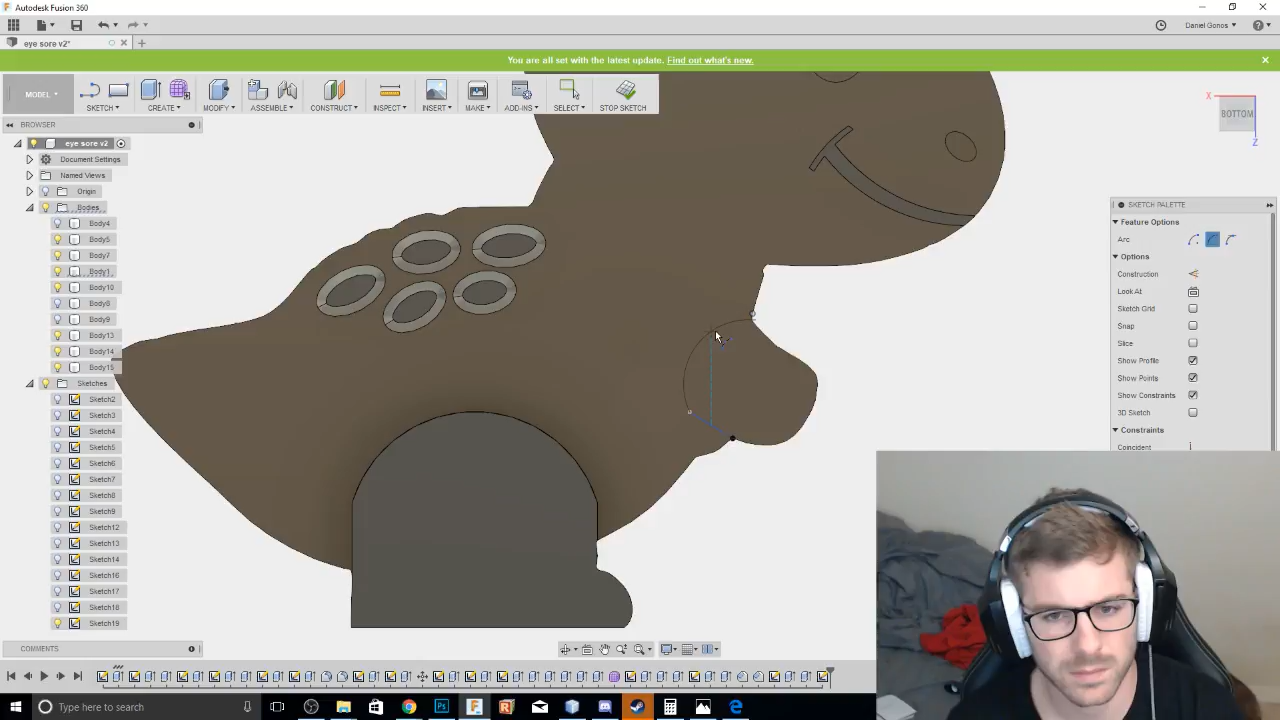 Autodesk Fusion 360
Daniel Gonos
eye sore v2*
You are all set with the latest update. Find out what's new.
MODEL
SKETCH
CREATE
MODIFY
ASSEMBLE
CONSTRUCT
INSPECT
INSERT
MAKE
ADD-INS
SELECT
STOP SKETCH
X
BOTTOM
Z
BROWSER
eye sore v2
Document Settings
Named Views
Origin
Bodies
Body4
Body5
Body7
Body1
Body10
Body8
Body9
Body13
Body14
Body15
Sketches
Sketch2
Sketch3
Sketch4
Sketch5
Sketch6
Sketch7
Sketch8
Sketch9
Sketch12
Sketch13
Sketch14
Sketch16
Sketch17
Sketch18
Sketch19
SKETCH PALETTE
Feature Options
Arc
Options
Construction
Look At
Sketch Grid
Snap
Slice
Show Profile
Show Points
Show Constraints
3D Sketch
Constraints
Coincident
COMMENTS
Type here to search